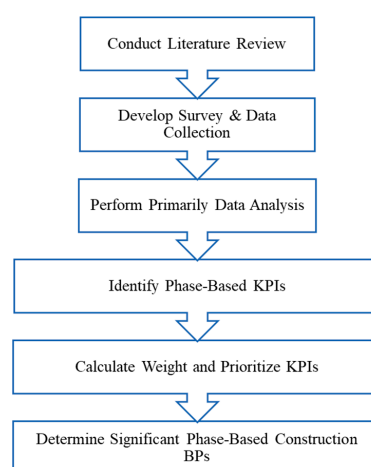 Conduct Literature Review
Develop Survey & Data
Collection
Perform Primarily Data Analysis
Identify Phase-Based KPIs
Calculate Weight and Prioritize KPIs
Determine Significant Phase-Based Construction
BPs